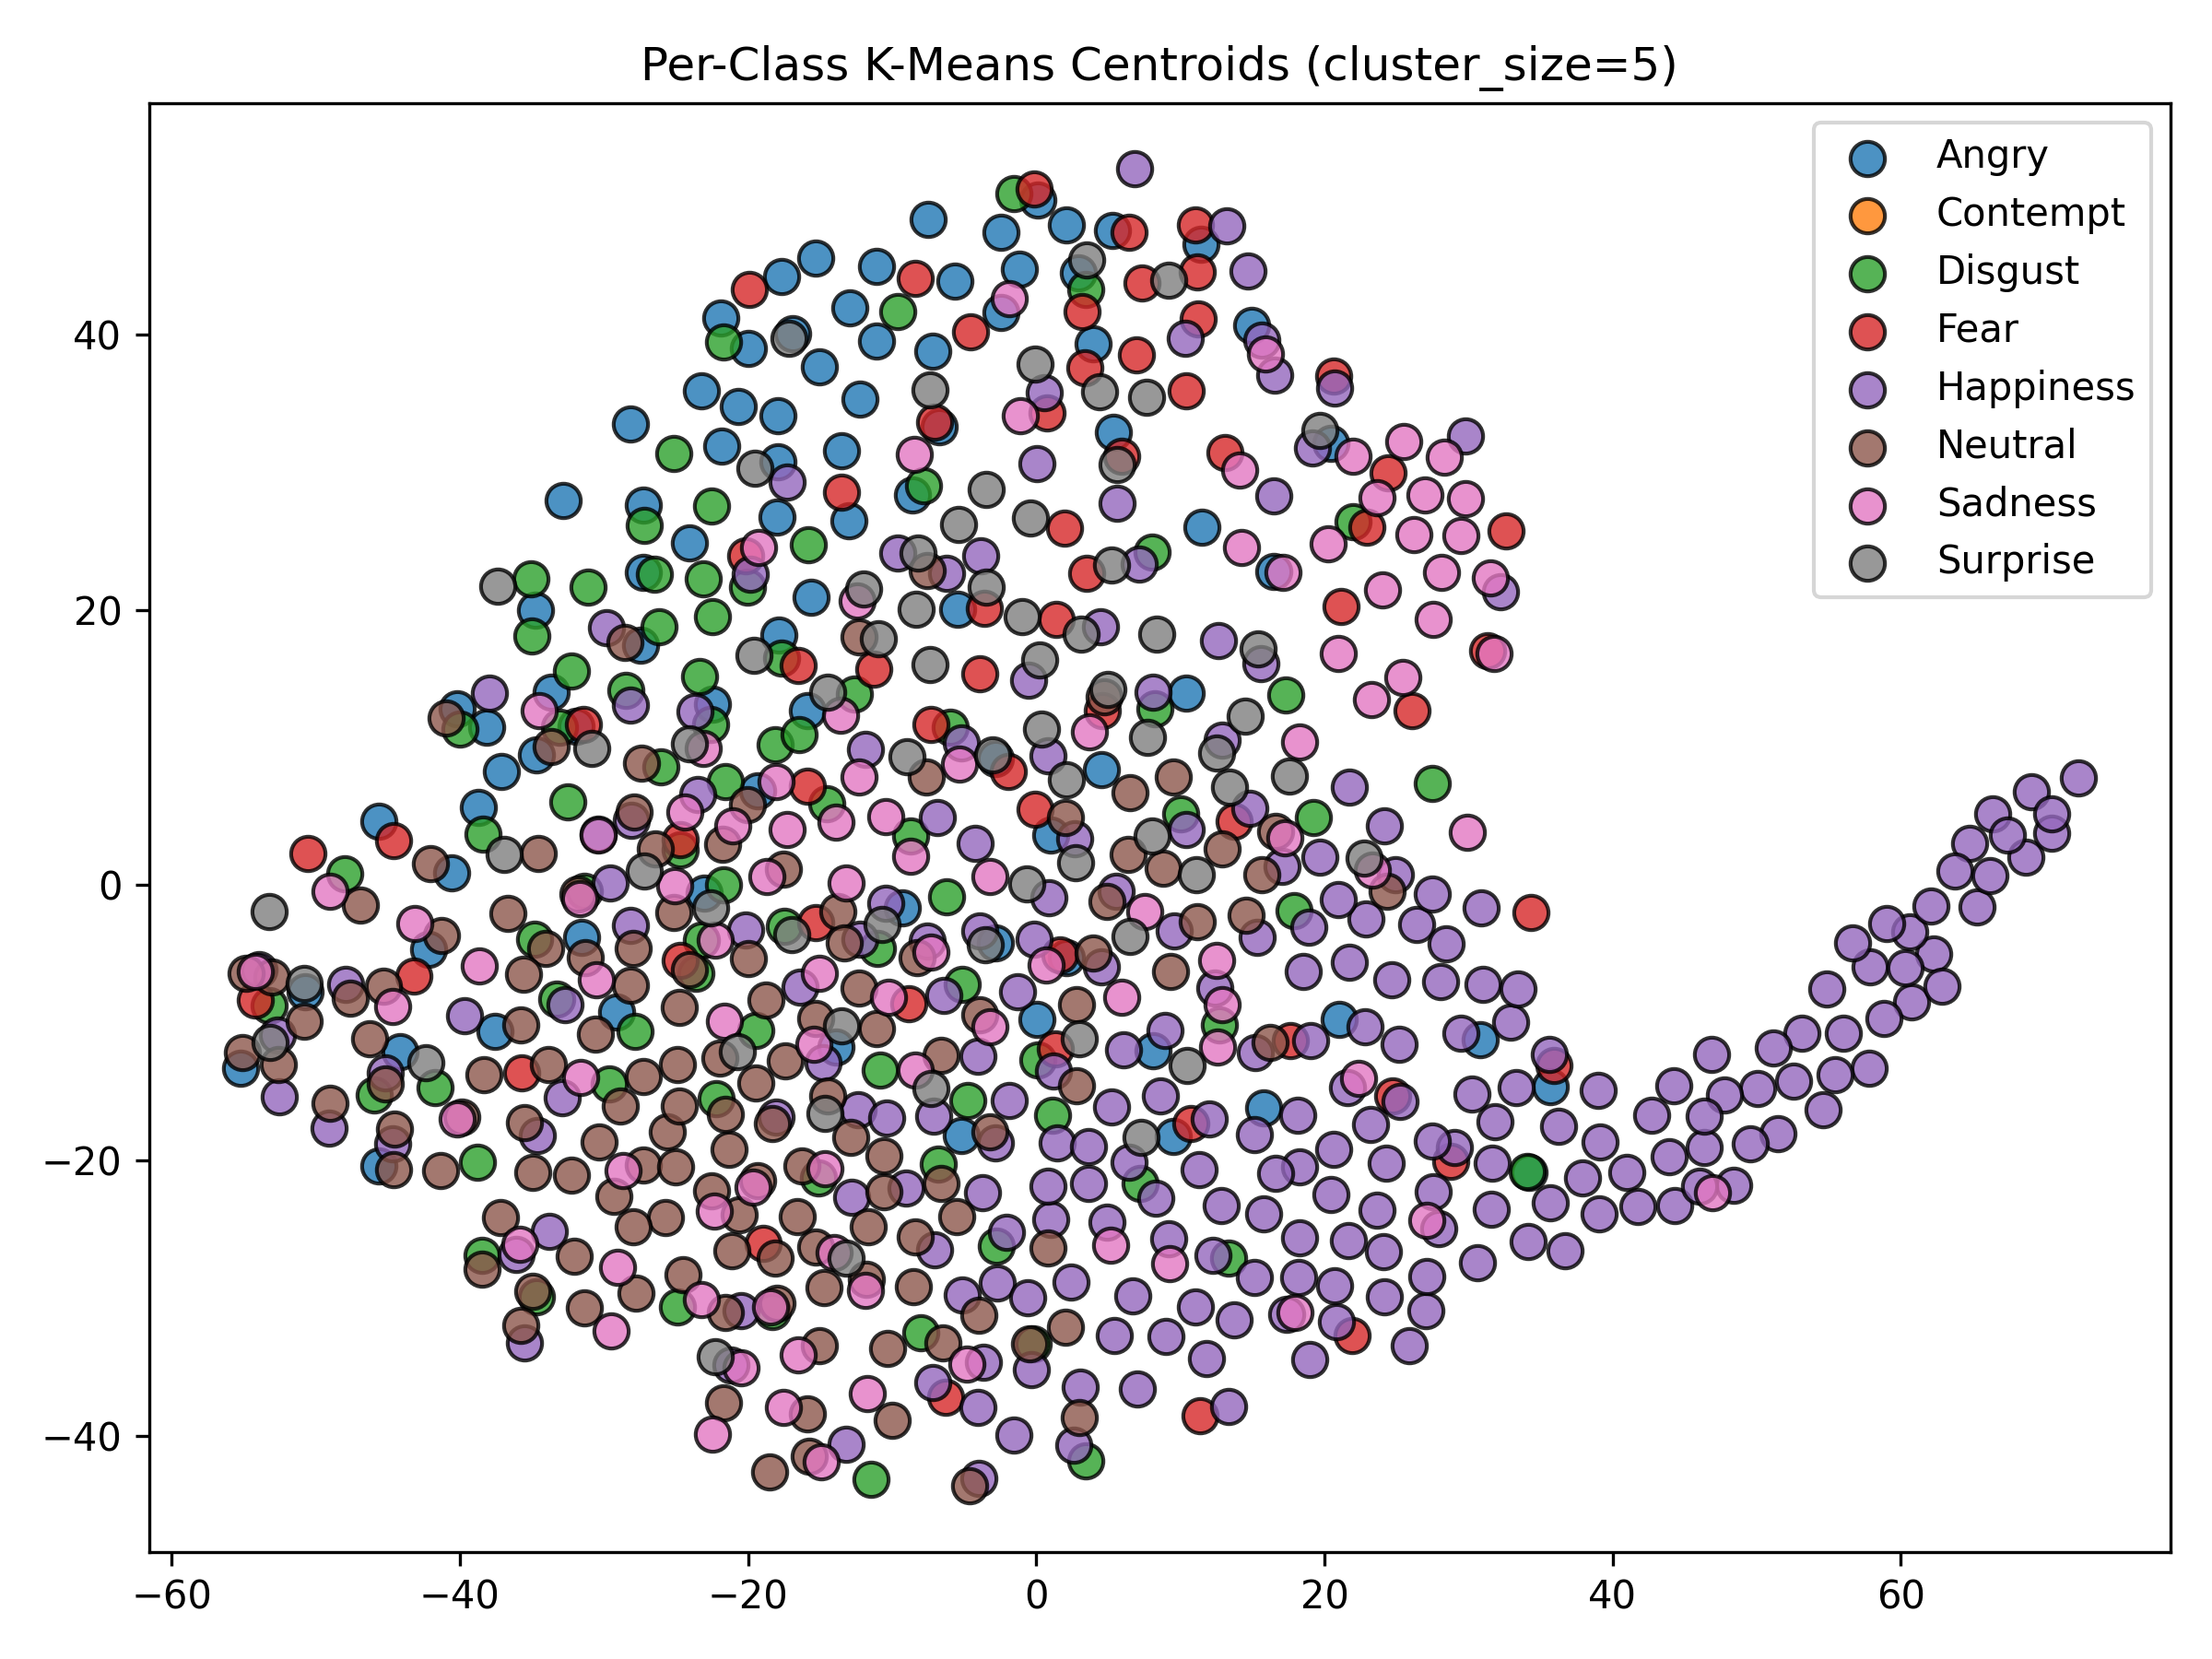 Per-Class K-Means Centroids (cluster_size=5)
Angry
Contempt
Disgust
Fear
Happiness
Neutral
Sadness
Surprise
40
20
0
−20
−40
−60 −40 −20 0 20 40 60